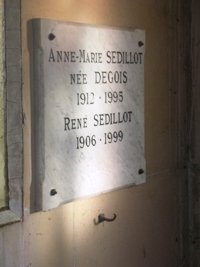 Anne-Marie SEDILLOT
née DEGOIS
1912 · 1995
René SEDILLOT
1906 · 1999